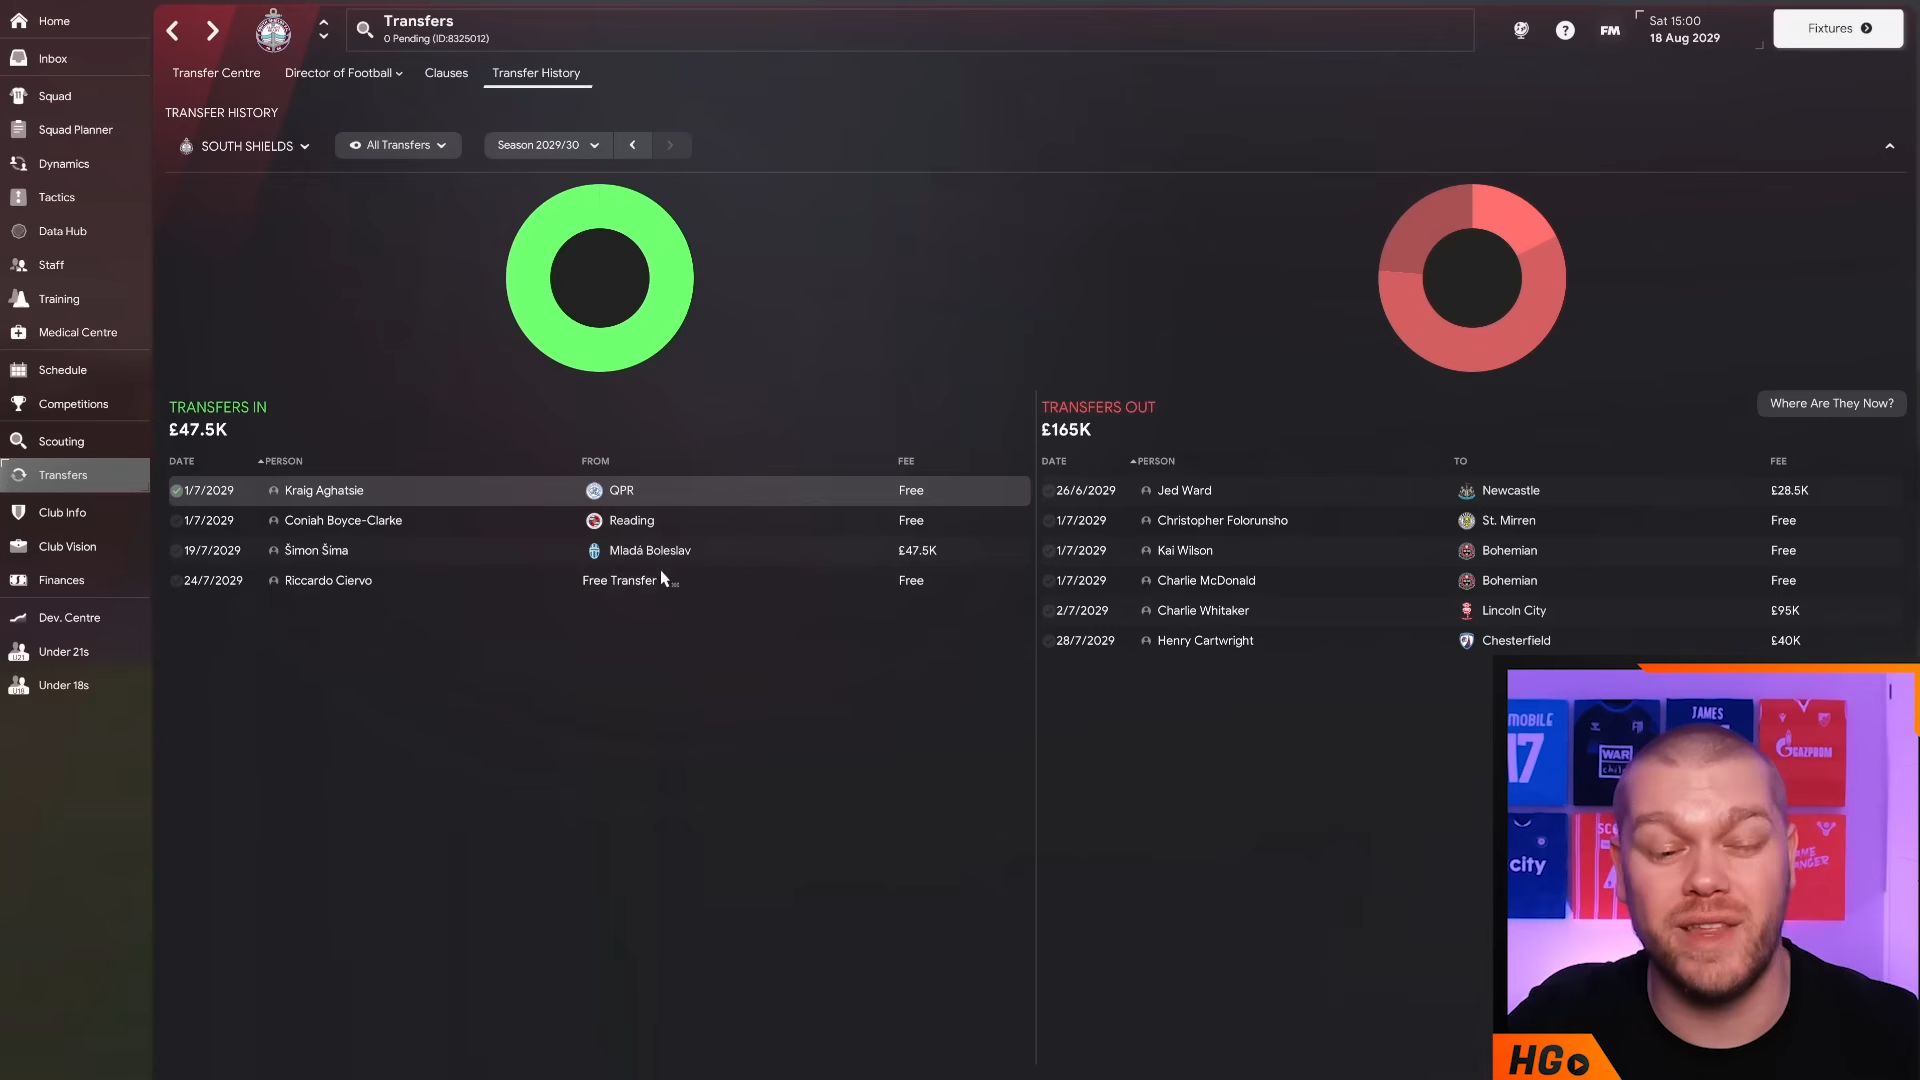 Home
Inbox
Squad
Squad Planner
Dynamics
Tactics
Data Hub
Staff
Training
Medical Centre
Schedule
Competitions
Scouting
Transfers
Club Info
Club Vision
Finances
Dev. Centre
Under 21s
Under 18s
Transfers
0 Pending (ID:8325012)
FM
Sat 15:00
18 Aug 2029
Fixtures
Transfer Centre
Director of Football
Clauses
Transfer History
TRANSFER HISTORY
SOUTH SHIELDS
All Transfers
Season 2029/30
TRANSFERS IN
£47.5K
DATE PERSON FROM FEE
1/7/2029 Kraig Aghatsie QPR Free
1/7/2029 Coniah Boyce-Clarke Reading Free
19/7/2029 Šimon Šíma Mladá Boleslav £47.5K
24/7/2029 Riccardo Ciervo Free Transfer Free
TRANSFERS OUT
£165K
Where Are They Now?
DATE PERSON TO FEE
26/6/2029 Jed Ward Newcastle £28.5K
1/7/2029 Christopher Folorunsho St. Mirren Free
1/7/2029 Kai Wilson Bohemian Free
1/7/2029 Charlie McDonald Bohemian Free
2/7/2029 Charlie Whitaker Lincoln City £95K
28/7/2029 Henry Cartwright Chesterfield £40K
MOBILE
17
WAR
JAMES
GAZPROM
city
HGo